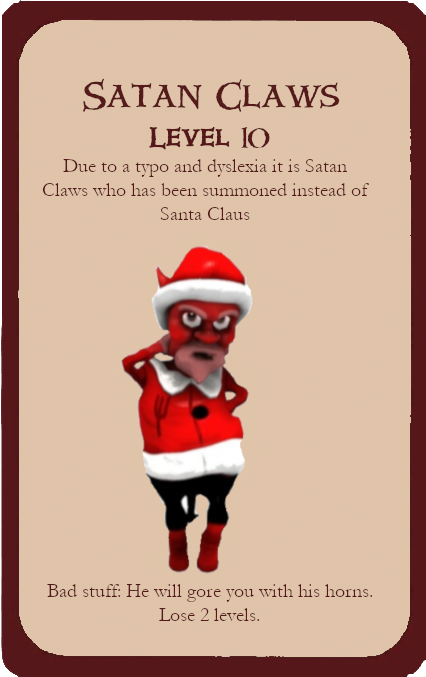 Satan Claws
Level 10
Due to a typo and dyslexia it is Satan
Claws who has been summoned instead of
Santa Claus
Bad stuff: He will gore you with his horns.
Lose 2 levels.